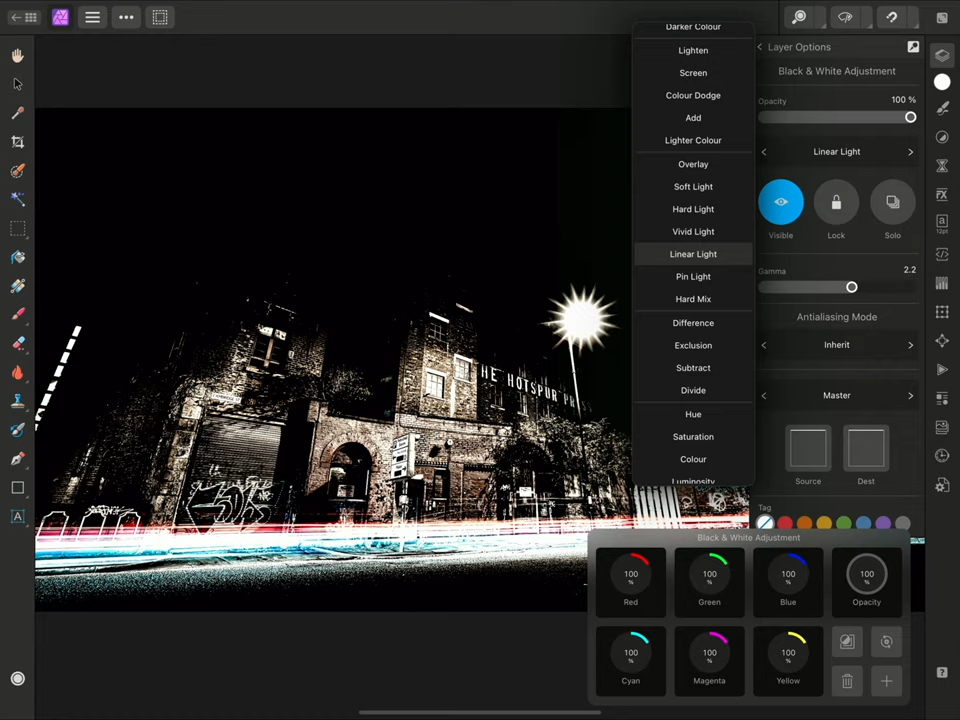 Darker Colour
Lighten
Screen
Colour Dodge
Add
Lighter Colour
Overlay
Soft Light
Hard Light
Vivid Light
Linear Light
Pin Light
Hard Mix
Difference
Exclusion
Subtract
Divide
Hue
Saturation
Colour
Luminosity
Layer Options
Black & White Adjustment
Opacity 100 %
Linear Light
Visible Lock Solo
Gamma 2.2
Antialiasing Mode
Inherit
Master
Source Dest
Tag
Black & White Adjustment
100 % 100 % 100 % 100 %
Red Green Blue Opacity
100 % 100 % 100 %
Cyan Magenta Yellow
HE HOTSPUR PR
A
12pt
A
?